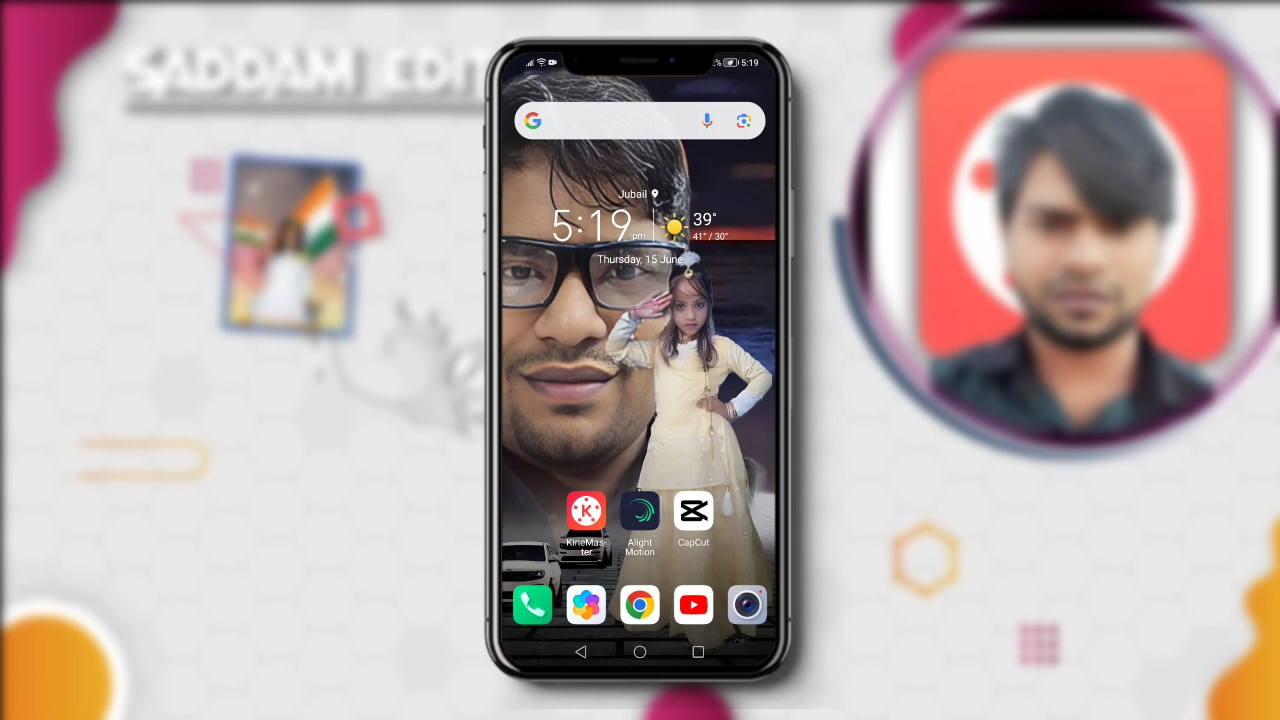 SADDAM EDIT
5:19
Jubail
5:19 pm
39°
41° / 30°
Thursday, 15 June
KineMas-
ter
Alight
Motion
CapCut